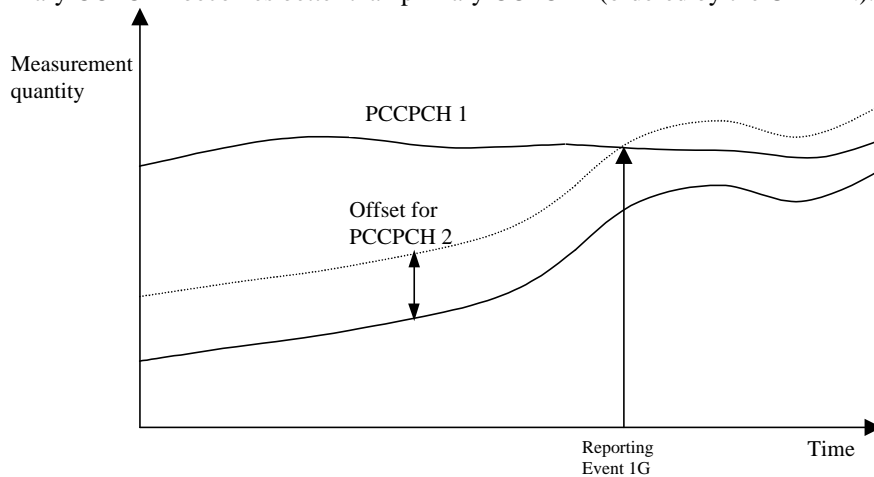 Measurement
quantity
PCCPCH 1
Offset for
PCCPCH 2
Reporting
Event 1G
Time